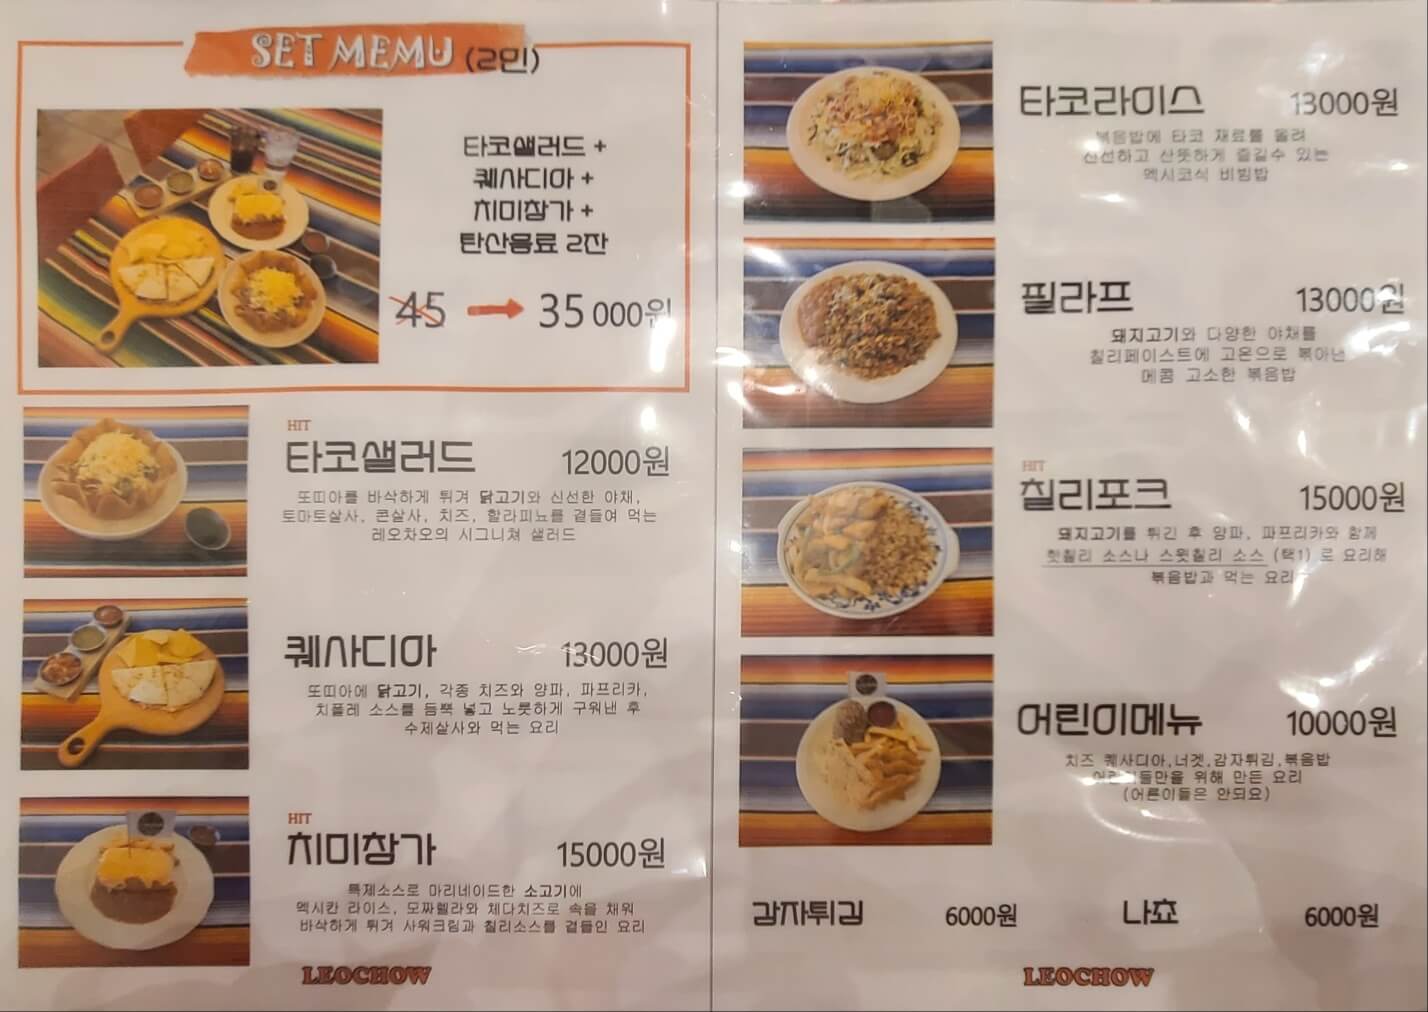 SET MEMU (2인)
타코샐러드 +
퀘사디아 +
치미창가 +
탄산음료 2잔
45 → 35 000원
HIT
타코샐러드 12000원
또띠아를 바삭하게 튀겨 닭고기와 신선한 야채,
토마토살사, 콘살사, 치즈, 할라피뇨를 곁들여 먹는
레오차오의 시그니쳐 샐러드
퀘사디아 13000원
또띠아에 닭고기, 각종 치즈와 양파, 파프리카,
치폴레 소스를 듬뿍 넣고 노릇하게 구워낸 후
수제살사와 먹는 요리
HIT
치미창가 15000원
특제소스로 마리네이드한 소고기에
멕시칸 라이스, 모짜렐라와 체다치즈로 속을 채워
바삭하게 튀겨 사워크림과 칠리소스를 곁들인 요리
LEOCHOW
타코라이스 13000원
볶음밥에 타코 재료를 올려
신선하고 산뜻하게 즐길수 있는
멕시코식 비빔밥
필라프 13000원
돼지고기와 다양한 야채를
칠리페이스트에 고온으로 볶아낸
매콤 고소한 볶음밥
HIT
칠리포크 15000원
돼지고기를 튀긴 후 양파, 파프리카와 함께
핫칠리 소스나 스윗칠리 소스 (택1) 로 요리해
볶음밥과 먹는 요리
어린이메뉴 10000원
치즈 퀘사디아,너겟,감자튀김,볶음밥
어린이들만을 위해 만든 요리
(어른이들은 안되요)
감자튀김 6000원 나쵸 6000원
LEOCHOW